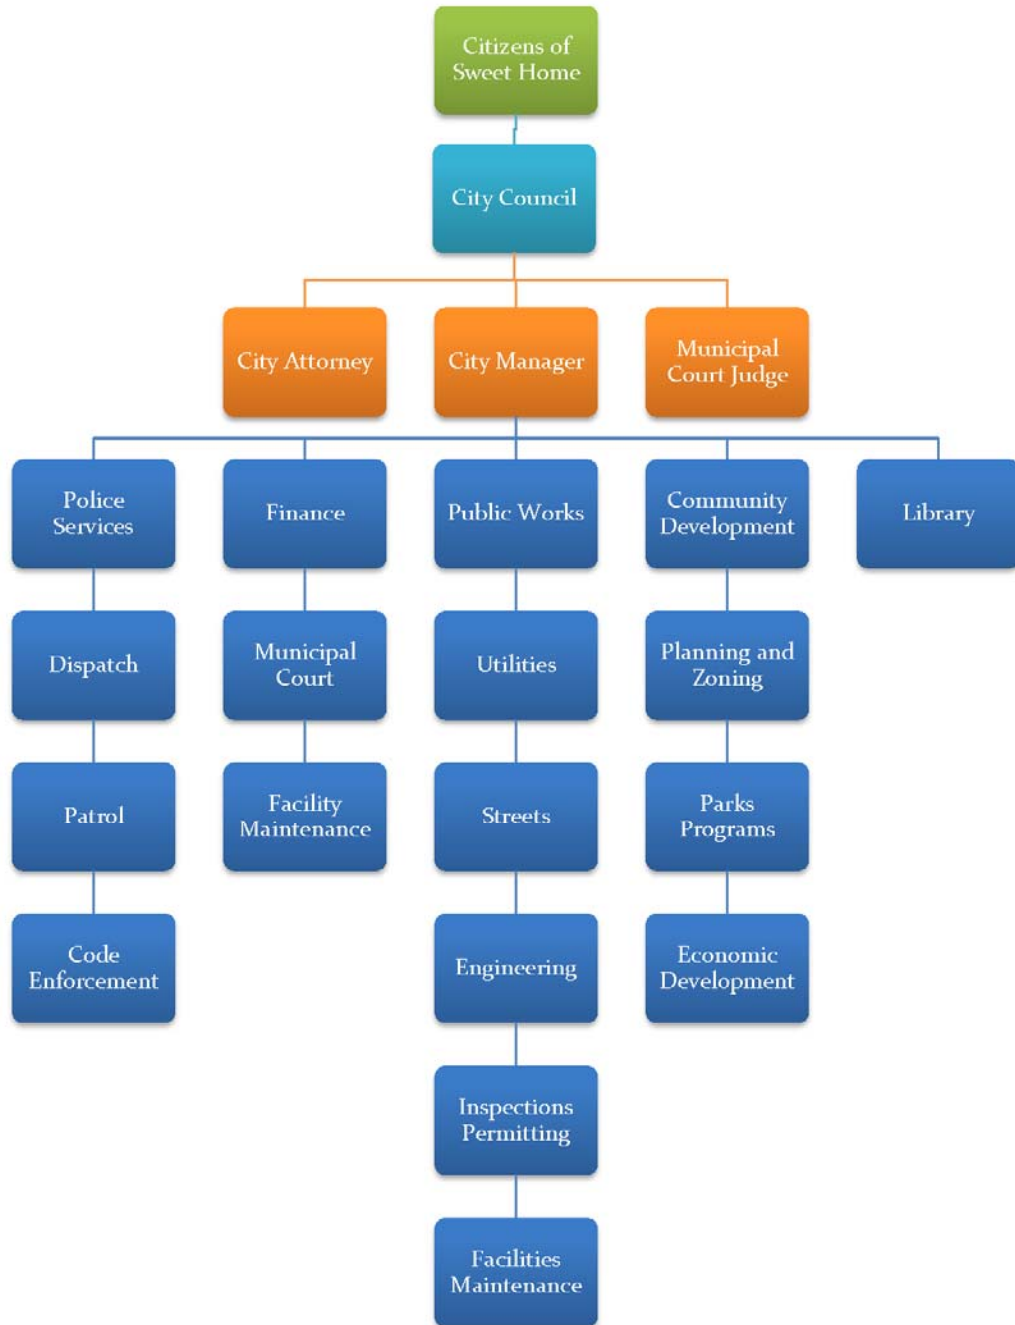 Citizens of
Sweet Home
City Council
City Attorney
City Manager
Municipal
Court Judge
Police
Services
Finance
Public Works
Community
Development
Library
Dispatch
Municipal
Court
Utilities
Planning and
Zoning
Patrol
Facility
Maintenance
Streets
Parks
Programs
Code
Enforcement
Engineering
Economic
Development
Inspections
Permitting
Facilities
Maintenance